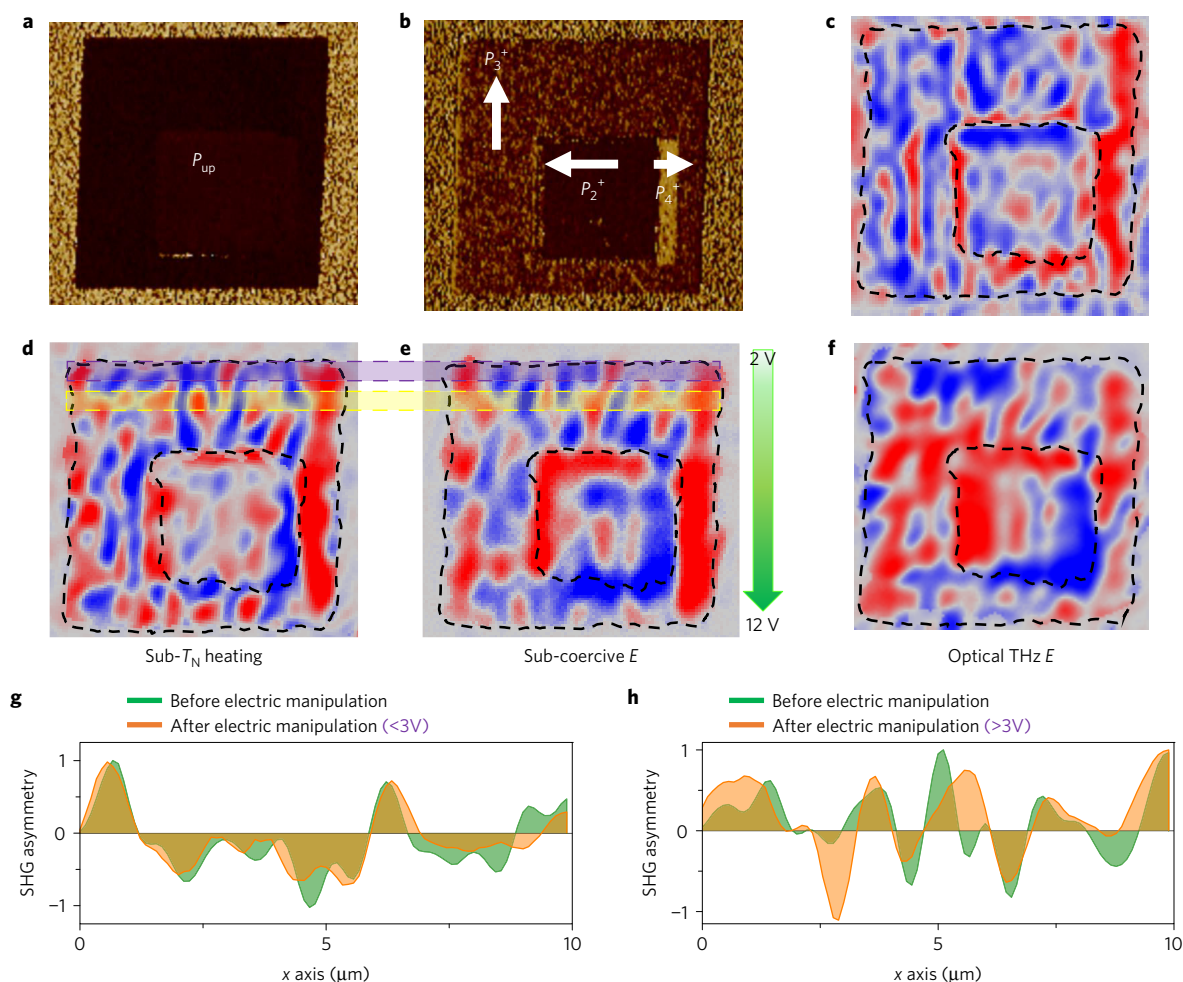 a
b
c
P_up
P_3^+
P_2^+
P_4^+
d
e
f
2 V
12 V
Sub-T_N heating
Sub-coercive E
Optical THz E
g
Before electric manipulation
After electric manipulation (<3V)
SHG asymmetry
1
0
−1
0
5
10
x axis (μm)
h
Before electric manipulation
After electric manipulation (>3V)
SHG asymmetry
1
0
−1
0
5
10
x axis (μm)